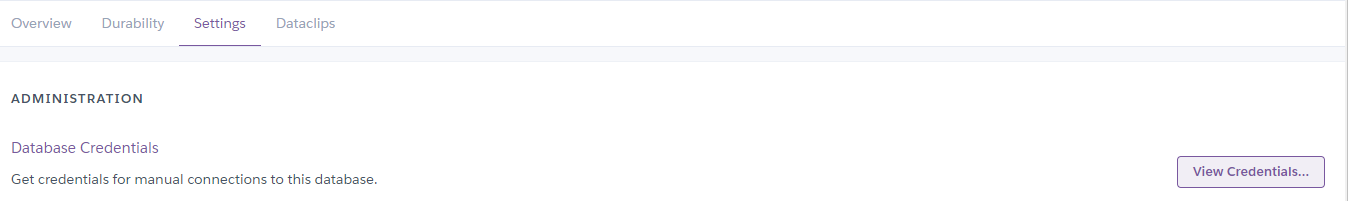 Overview Durability Settings Dataclips
ADMINISTRATION
Database Credentials
Get credentials for manual connections to this database.
View Credentials...